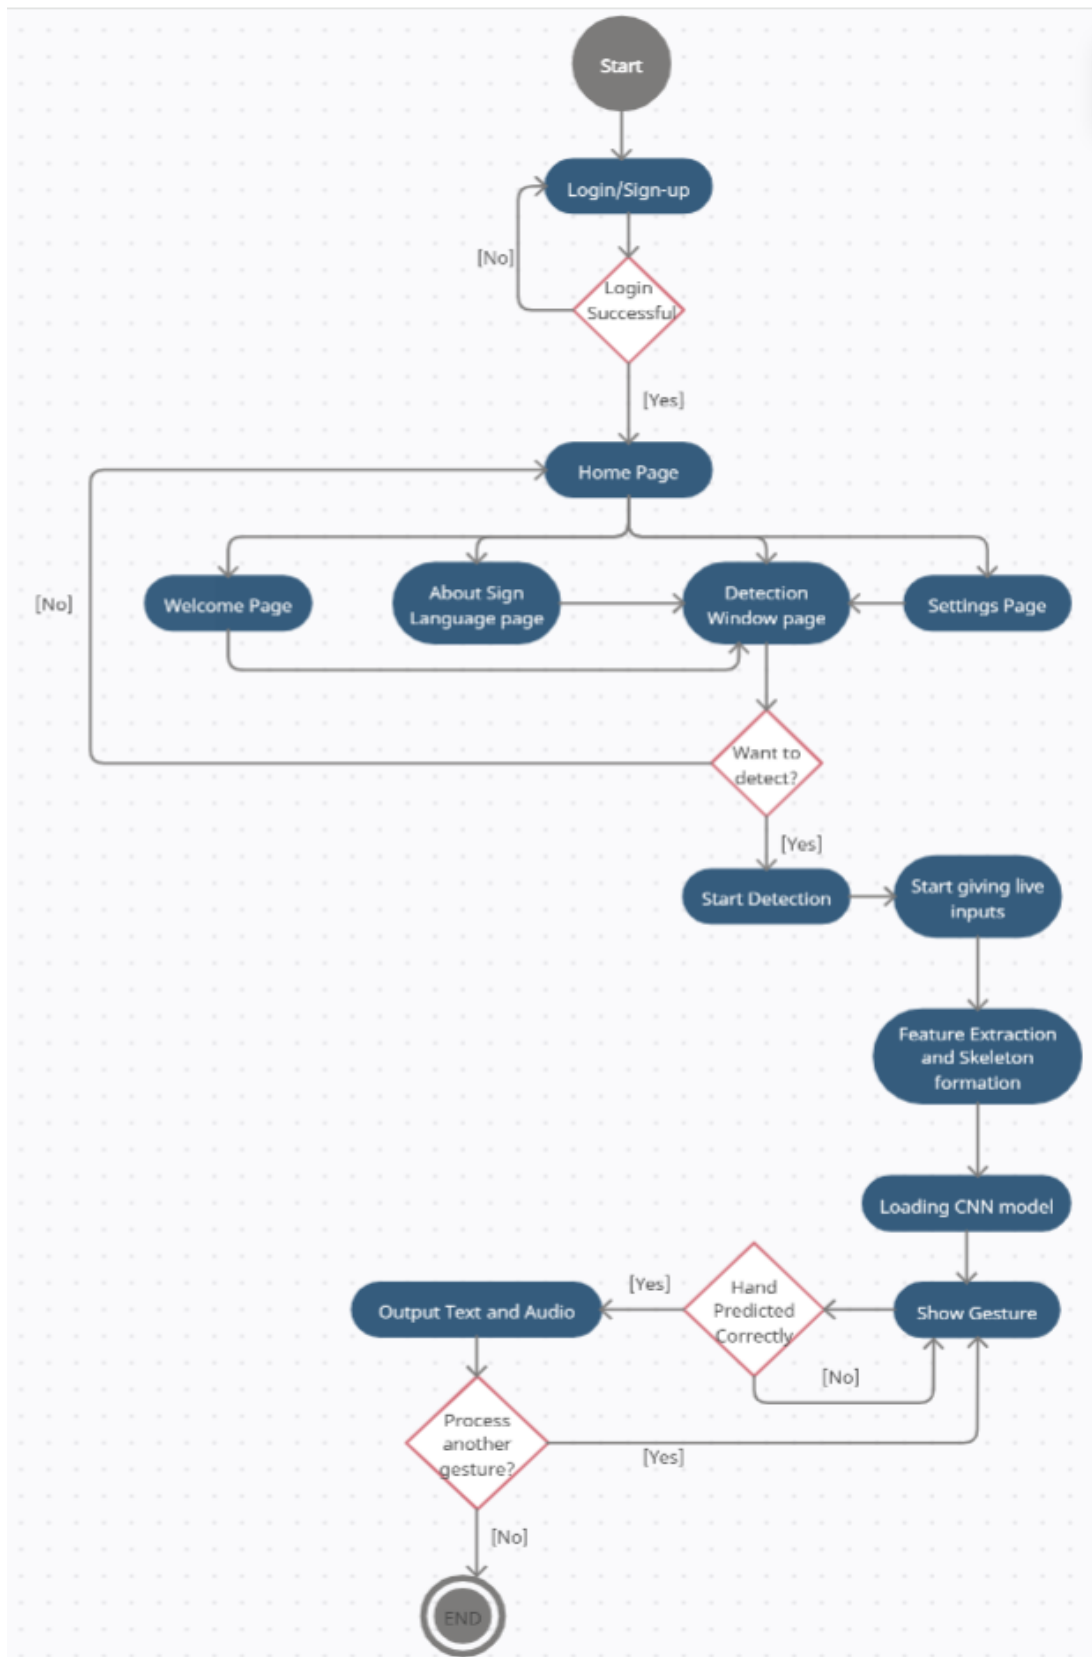 Start
Login/Sign-up
[No]
Login
Successful
[Yes]
Home Page
[No]
Welcome Page
About Sign
Language page
Detection
Window page
Settings Page
Want to
detect?
[Yes]
Start Detection
Start giving live
inputs
Feature Extraction
and Skeleton
formation
Loading CNN model
Show Gesture
Hand
Predicted
Correctly
[Yes]
[No]
Output Text and Audio
Process
another
gesture?
[Yes]
[No]
END